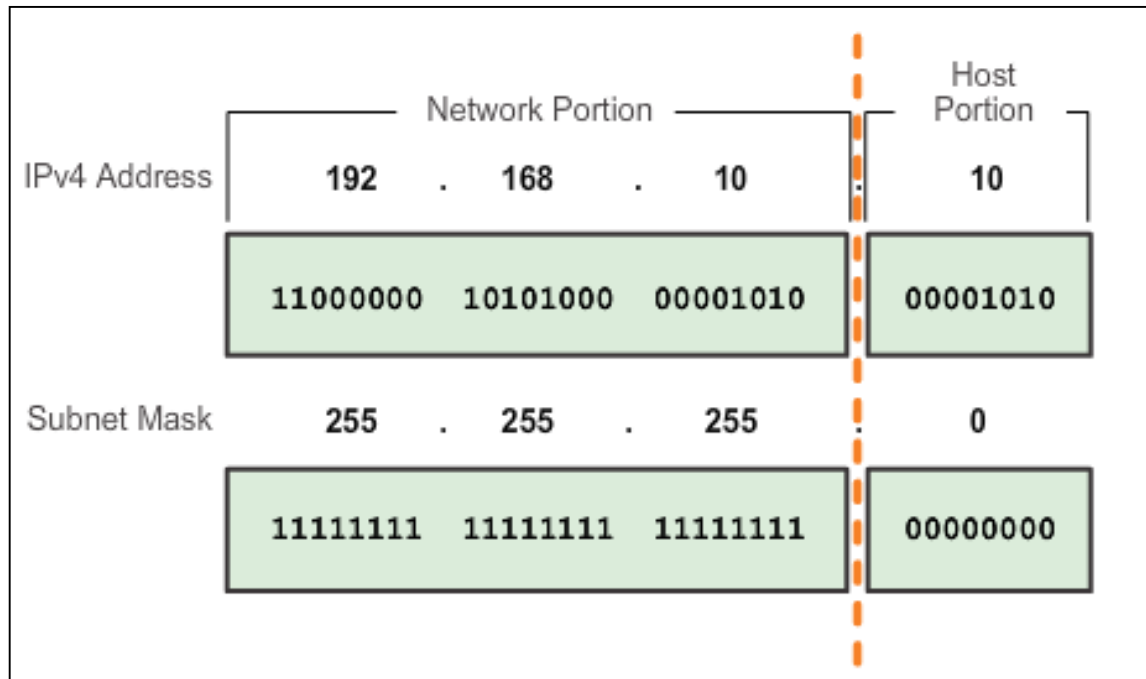 Host
Network Portion Portion
IPv4 Address 192 . 168 . 10 . 10
11000000 10101000 00001010 00001010
Subnet Mask 255 . 255 . 255 . 0
11111111 11111111 11111111 00000000